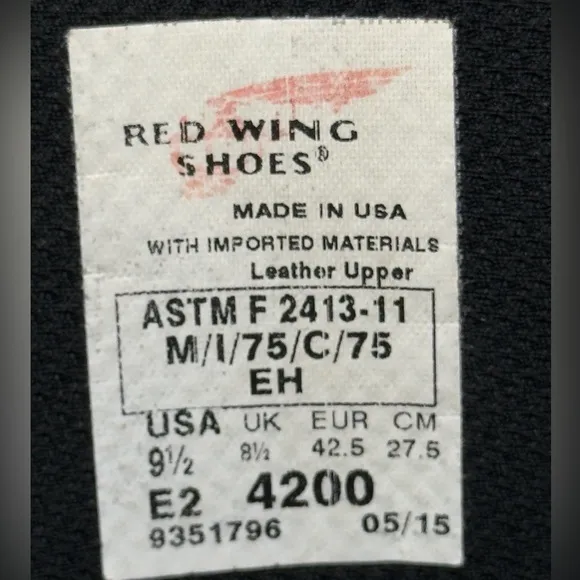 RED WING
SHOES®
MADE IN USA
WITH IMPORTED MATERIALS
Leather Upper
ASTM F 2413-11
M/I/75/C/75
EH
USA UK EUR CM
9½ 8½ 42.5 27.5
E2 4200
9351796 05/15